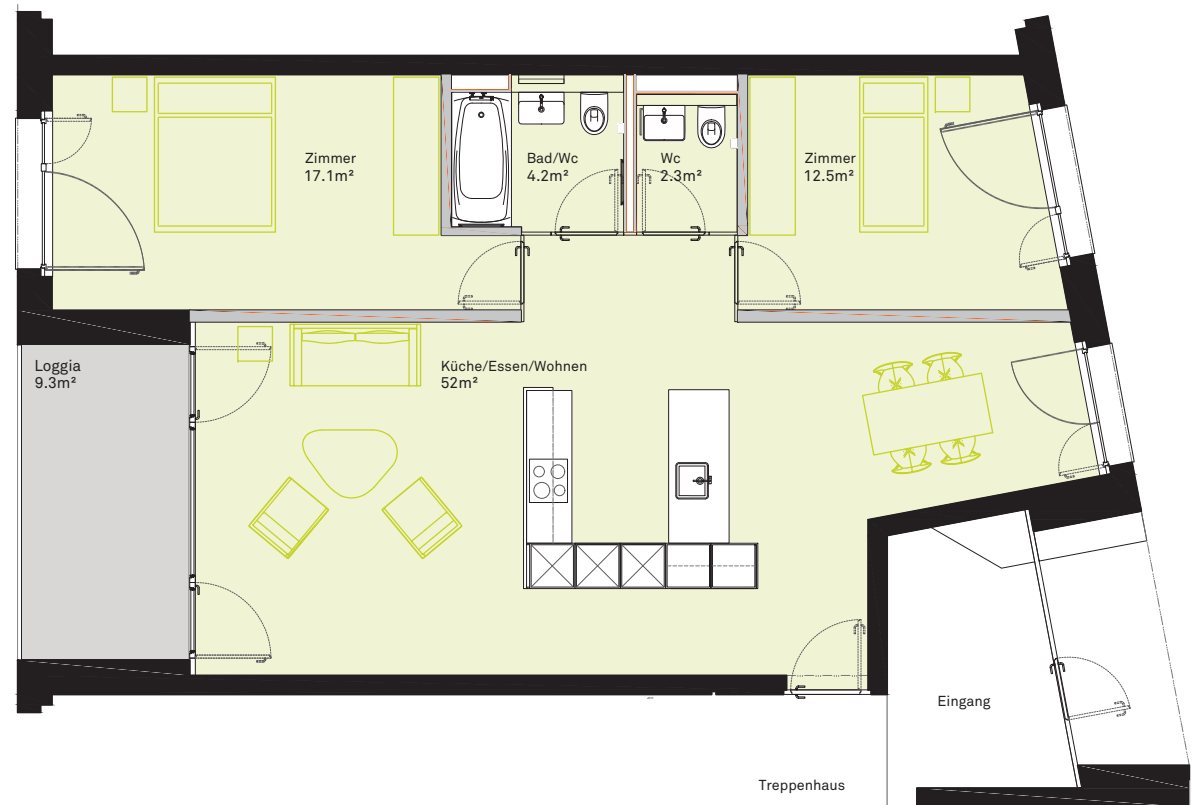 Zimmer
17.1m²
Bad/Wc
4.2m²
Wc
2.3m²
Zimmer
12.5m²
Loggia
9.3m²
Küche/Essen/Wohnen
52m²
Eingang
Treppenhaus